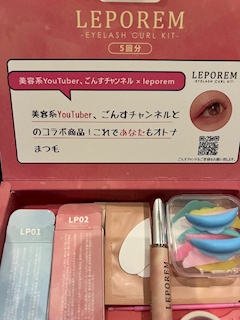 LEPOREM
-EYELASH CURL KIT-
5回分
美容系YouTuber、ごんすチャンネル × leporem
美容系YouTuber、ごんすチャンネルと
のコラボ商品！これであなたもオトナ
まつ毛
LEPOREM
-EYELASH CURL KIT-
LP01
LP02
LEPOREM